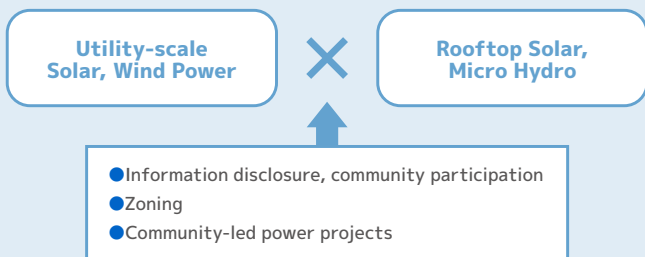 Utility-scale
Solar, Wind Power
Rooftop Solar,
Micro Hydro
●Information disclosure, community participation
●Zoning
●Community-led power projects